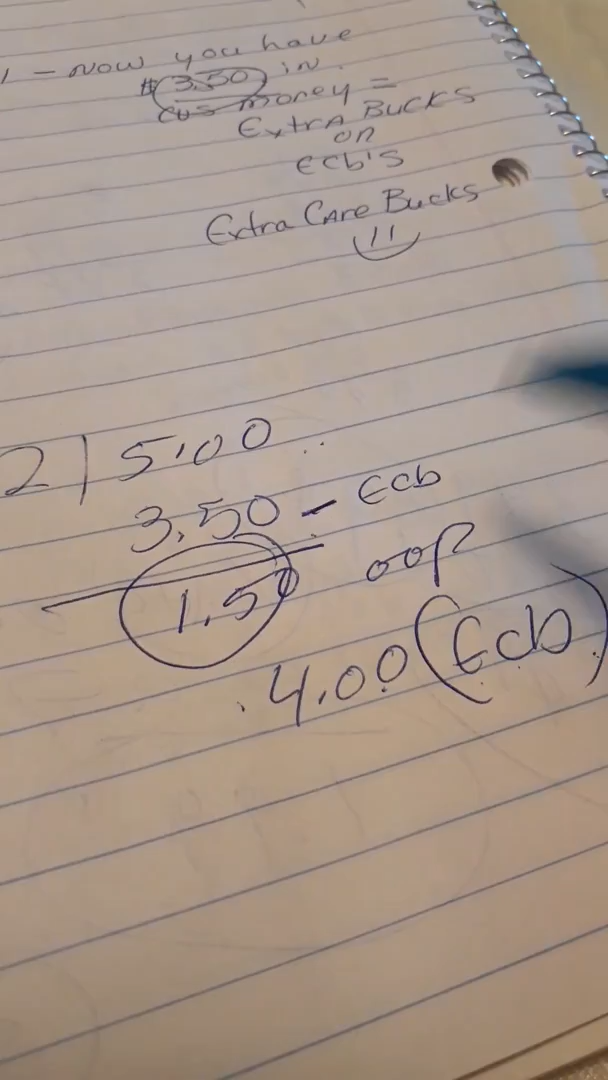 1 - Now you have
$3.50 in
CVS money =
Extra Bucks
or
ECB'S
Extra Care Bucks
2) 5.00
3.50 - ECB
1.50 OOP
4.00 (ECB)